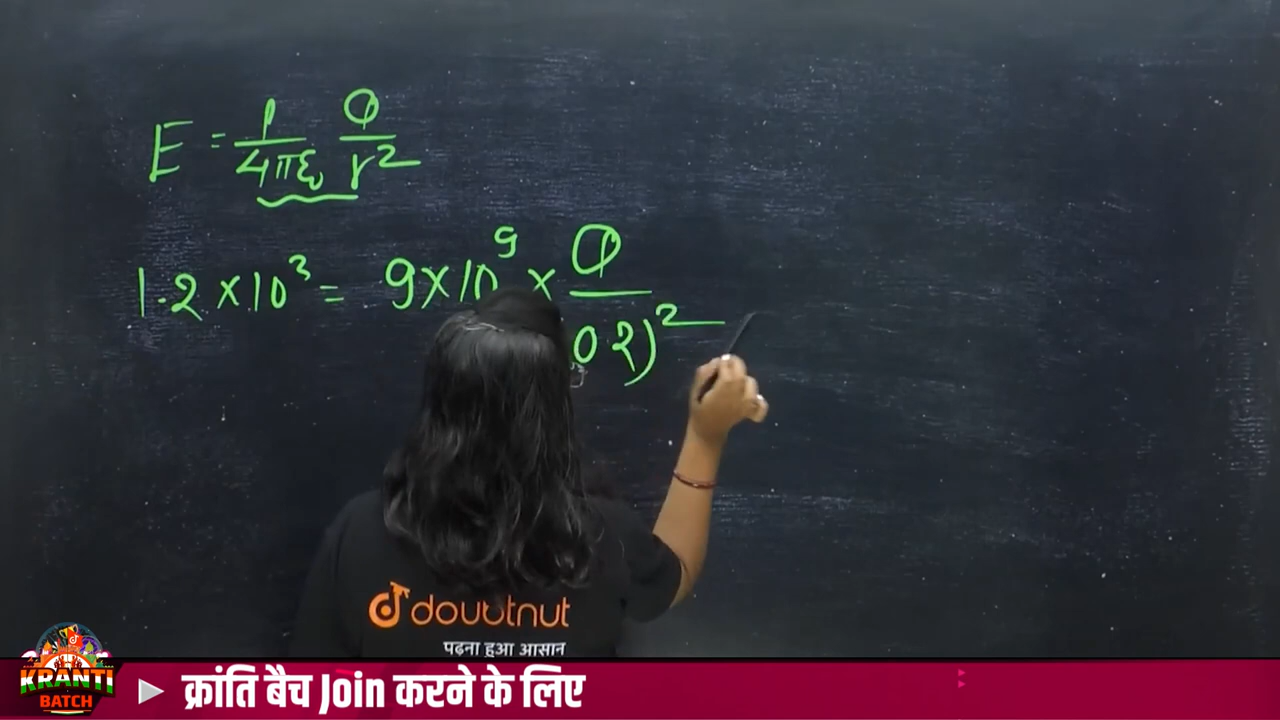 E = 1/4πε₀ Q/r²
1.2 × 10³ = 9 × 10⁹ × Q/0.2)²
doubtnut
पढ़ना हुआ आसान
KRANTI
BATCH
क्रांति बैच Join करने के लिए